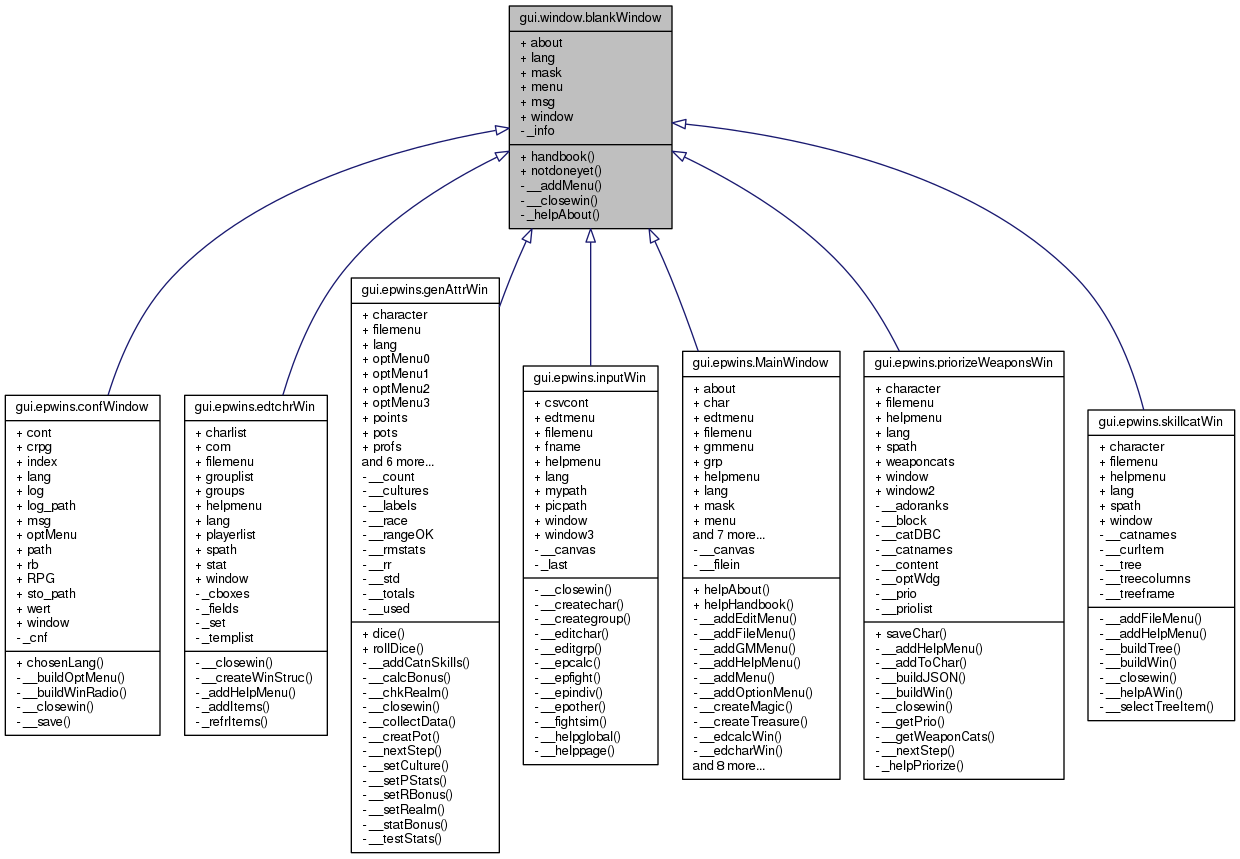 gui.window.blankWindow
+ about
+ lang
+ mask
+ menu
+ msg
+ window
- _info
+ handbook()
+ notdoneyet()
- __addMenu()
- __closewin()
- _helpAbout()
gui.epwins.confWindow
+ cont
+ crpg
+ index
+ lang
+ log
+ log_path
+ msg
+ optMenu
+ path
+ rb
+ RPG
+ sto_path
+ wert
+ window
- _cnf
+ chosenLang()
- __buildOptMenu()
- __buildWinRadio()
- __closewin()
- __save()
gui.epwins.edtchrWin
+ charlist
+ com
+ filemenu
+ grouplist
+ groups
+ helpmenu
+ lang
+ playerlist
+ spath
+ stat
+ window
- _cboxes
- _fields
- _set
- _templist
- __closewin()
- __createWinStruc()
- _addHelpMenu()
- _addItems()
- _refrItems()
gui.epwins.genAttrWin
+ character
+ filemenu
+ lang
+ optMenu0
+ optMenu1
+ optMenu2
+ optMenu3
+ points
+ pots
+ profs
and 6 more...
- __count
- __cultures
- __labels
- __race
- __rangeOK
- __rmstats
- __rr
- __std
- __totals
- __used
+ dice()
+ rollDice()
- __addCatnSkills()
- __calcBonus()
- __chkRealm()
- __closewin()
- __collectData()
- __creatPot()
- __nextStep()
- __setCulture()
- __setPStats()
- __setRBonus()
- __setRealm()
- __statBonus()
- __testStats()
gui.epwins.inputWin
+ csvcont
+ edtmenu
+ filemenu
+ fname
+ helpmenu
+ lang
+ mypath
+ picpath
+ window
+ window3
- __canvas
- _last
- __closewin()
- __createchar()
- __creategroup()
- __editchar()
- __editgrp()
- __epcalc()
- __epfight()
- __epindiv()
- __epother()
- __fightsim()
- __helpglobal()
- __helppage()
gui.epwins.MainWindow
+ about
+ char
+ edtmenu
+ filemenu
+ gmmenu
+ grp
+ helpmenu
+ lang
+ mask
+ menu
and 7 more...
- __canvas
- __filein
+ helpAbout()
+ helpHandbook()
- __addEditMenu()
- __addFileMenu()
- __addGMMenu()
- __addHelpMenu()
- __addMenu()
- __addOptionMenu()
- __createMagic()
- __createTreasure()
- __edcalcWin()
- __edcharWin()
and 8 more...
gui.epwins.priorizeWeaponsWin
+ character
+ filemenu
+ helpmenu
+ lang
+ spath
+ weaponcats
+ window
+ window2
- __adoranks
- __block
- __catDBC
- __catnames
- __content
- __optWdg
- __prio
- __priolist
+ saveChar()
- __addHelpMenu()
- __addToChar()
- __buildJSON()
- __buildWin()
- __closewin()
- __getPrio()
- __getWeaponCats()
- __nextStep()
- _helpPriorize()
gui.epwins.skillcatWin
+ character
+ filemenu
+ helpmenu
+ lang
+ spath
+ window
- __catnames
- __curItem
- __tree
- __treecolumns
- __treeframe
- __addFileMenu()
- __addHelpMenu()
- __buildTree()
- __buildWin()
- __closewin()
- __helpAWin()
- __selectTreeItem()